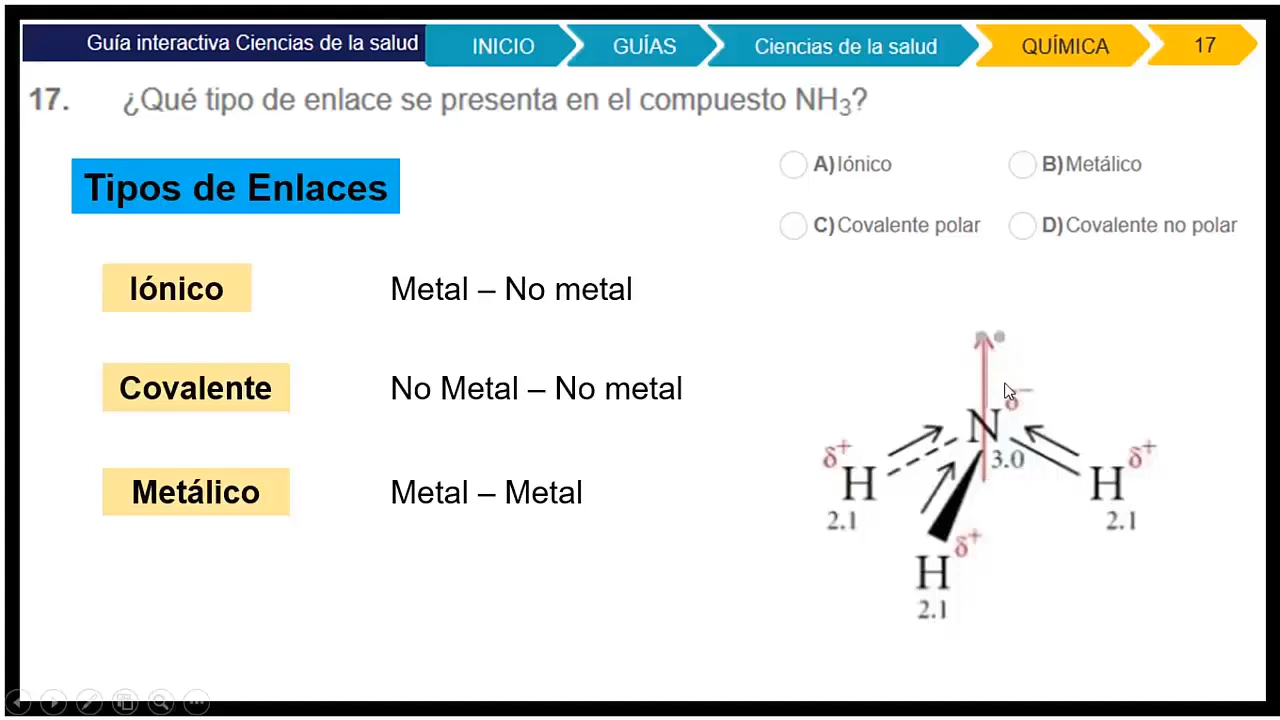 Guía interactiva Ciencias de la salud
INICIO
GUÍAS
Ciencias de la salud
QUÍMICA
17
17. ¿Qué tipo de enlace se presenta en el compuesto NH₃?
A) Iónico
B) Metálico
C) Covalente polar
D) Covalente no polar
Tipos de Enlaces
Iónico
Metal – No metal
Covalente
No Metal – No metal
Metálico
Metal – Metal
δ⁻
N
3.0
δ⁺
H
2.1
δ⁺
H
2.1
δ⁺
H
2.1